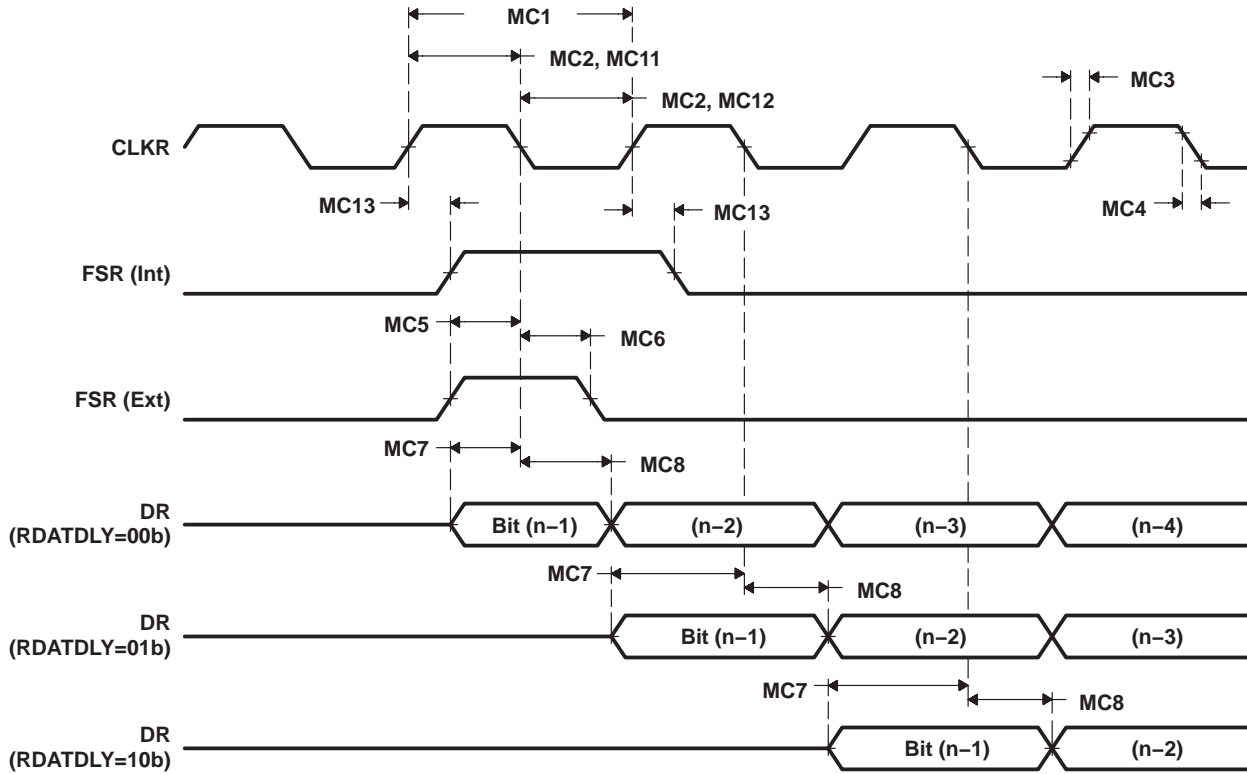 MC1
MC2, MC11
MC3
MC2, MC12
CLKR
MC13
MC13
MC4
FSR (Int)
MC5
MC6
FSR (Ext)
MC7
MC8
DR
(RDATDLY=00b)
Bit (n−1)
(n−2)
(n−3)
(n−4)
MC7
MC8
DR
(RDATDLY=01b)
Bit (n−1)
(n−2)
(n−3)
MC7
MC8
DR
(RDATDLY=10b)
Bit (n−1)
(n−2)